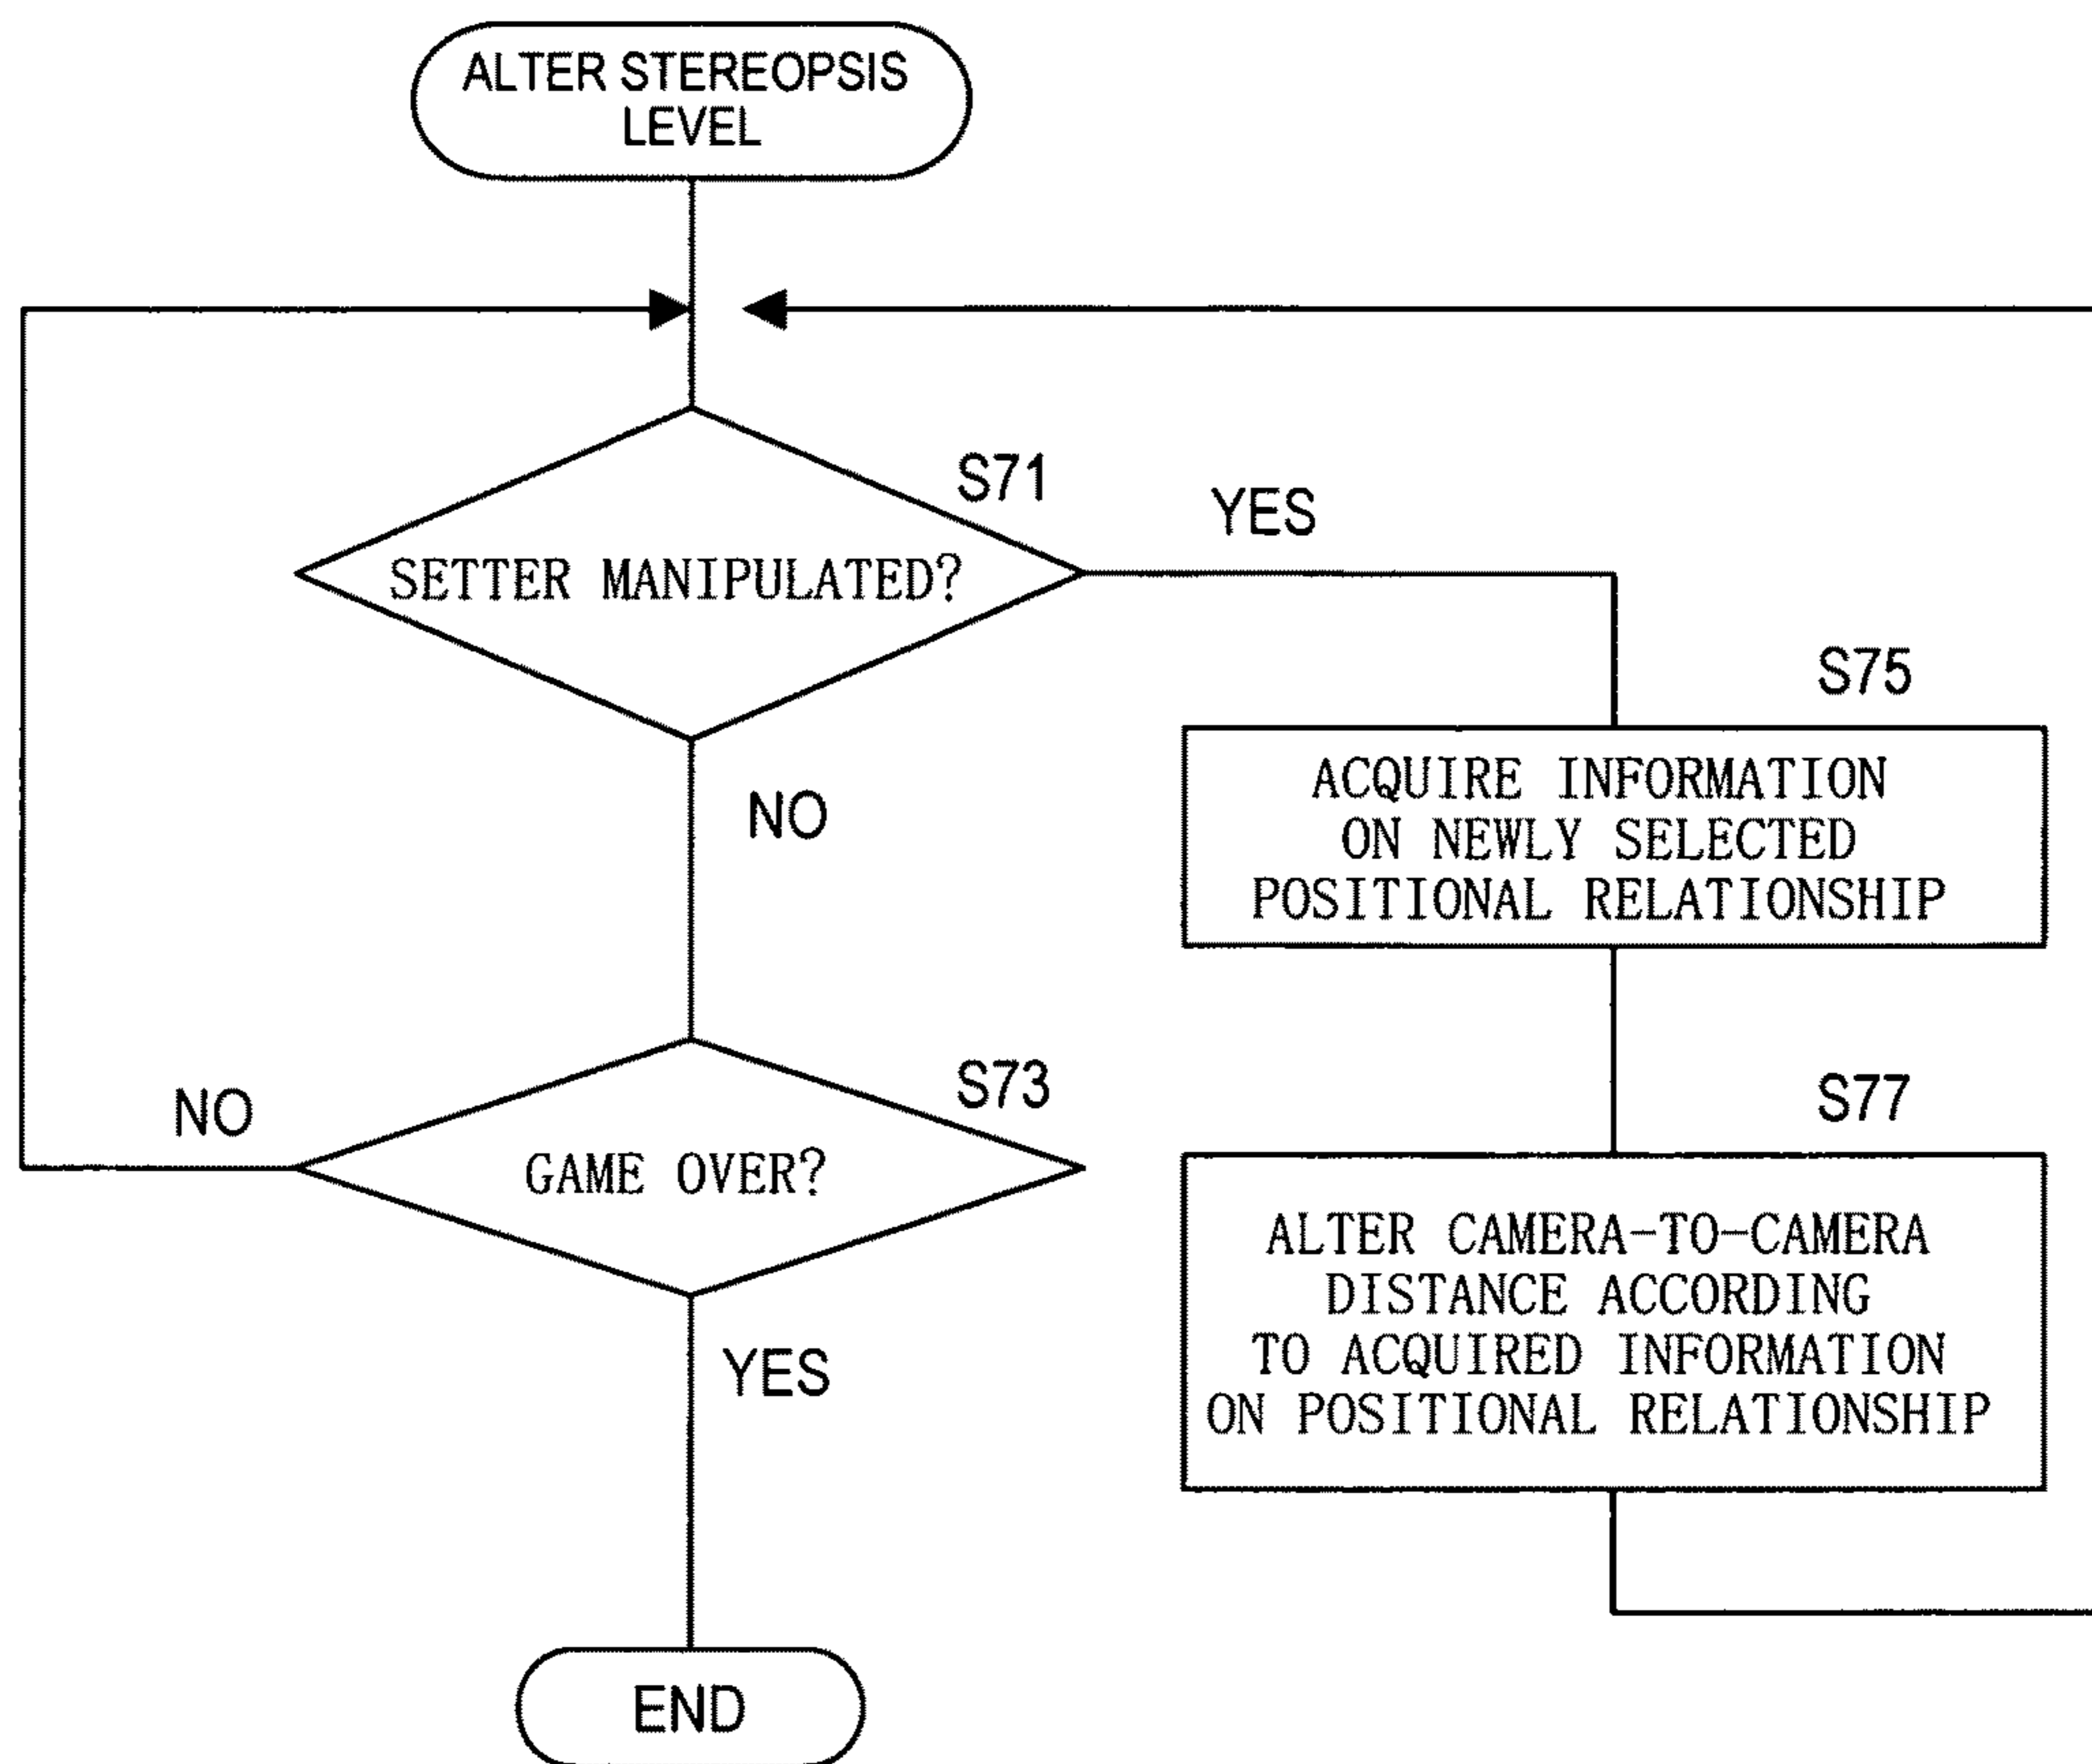 ALTER STEREOPSIS
LEVEL
S71
SETTER MANIPULATED?
YES
NO
S75
ACQUIRE INFORMATION
ON NEWLY SELECTED
POSITIONAL RELATIONSHIP
S73
GAME OVER?
NO
YES
S77
ALTER CAMERA-TO-CAMERA
DISTANCE ACCORDING
TO ACQUIRED INFORMATION
ON POSITIONAL RELATIONSHIP
END